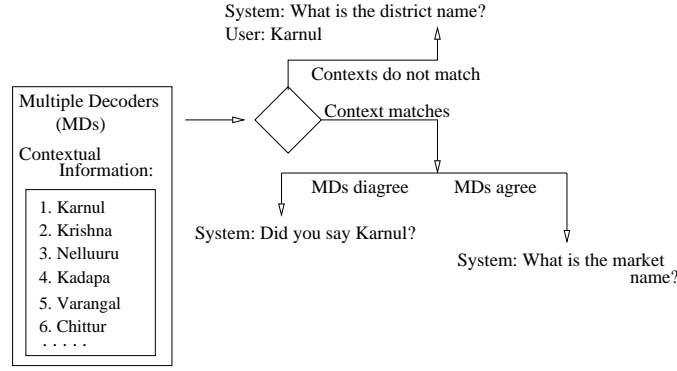 System: What is the district name?
User: Karnul
Contexts do not match
Multiple Decoders
(MDs)
Context matches
Contextual
Information:
MDs diagree
MDs agree
1. Karnul
2. Krishna
3. Nelluuru
4. Kadapa
5. Varangal
6. Chittur
. . . . .
System: Did you say Karnul?
System: What is the market
name?